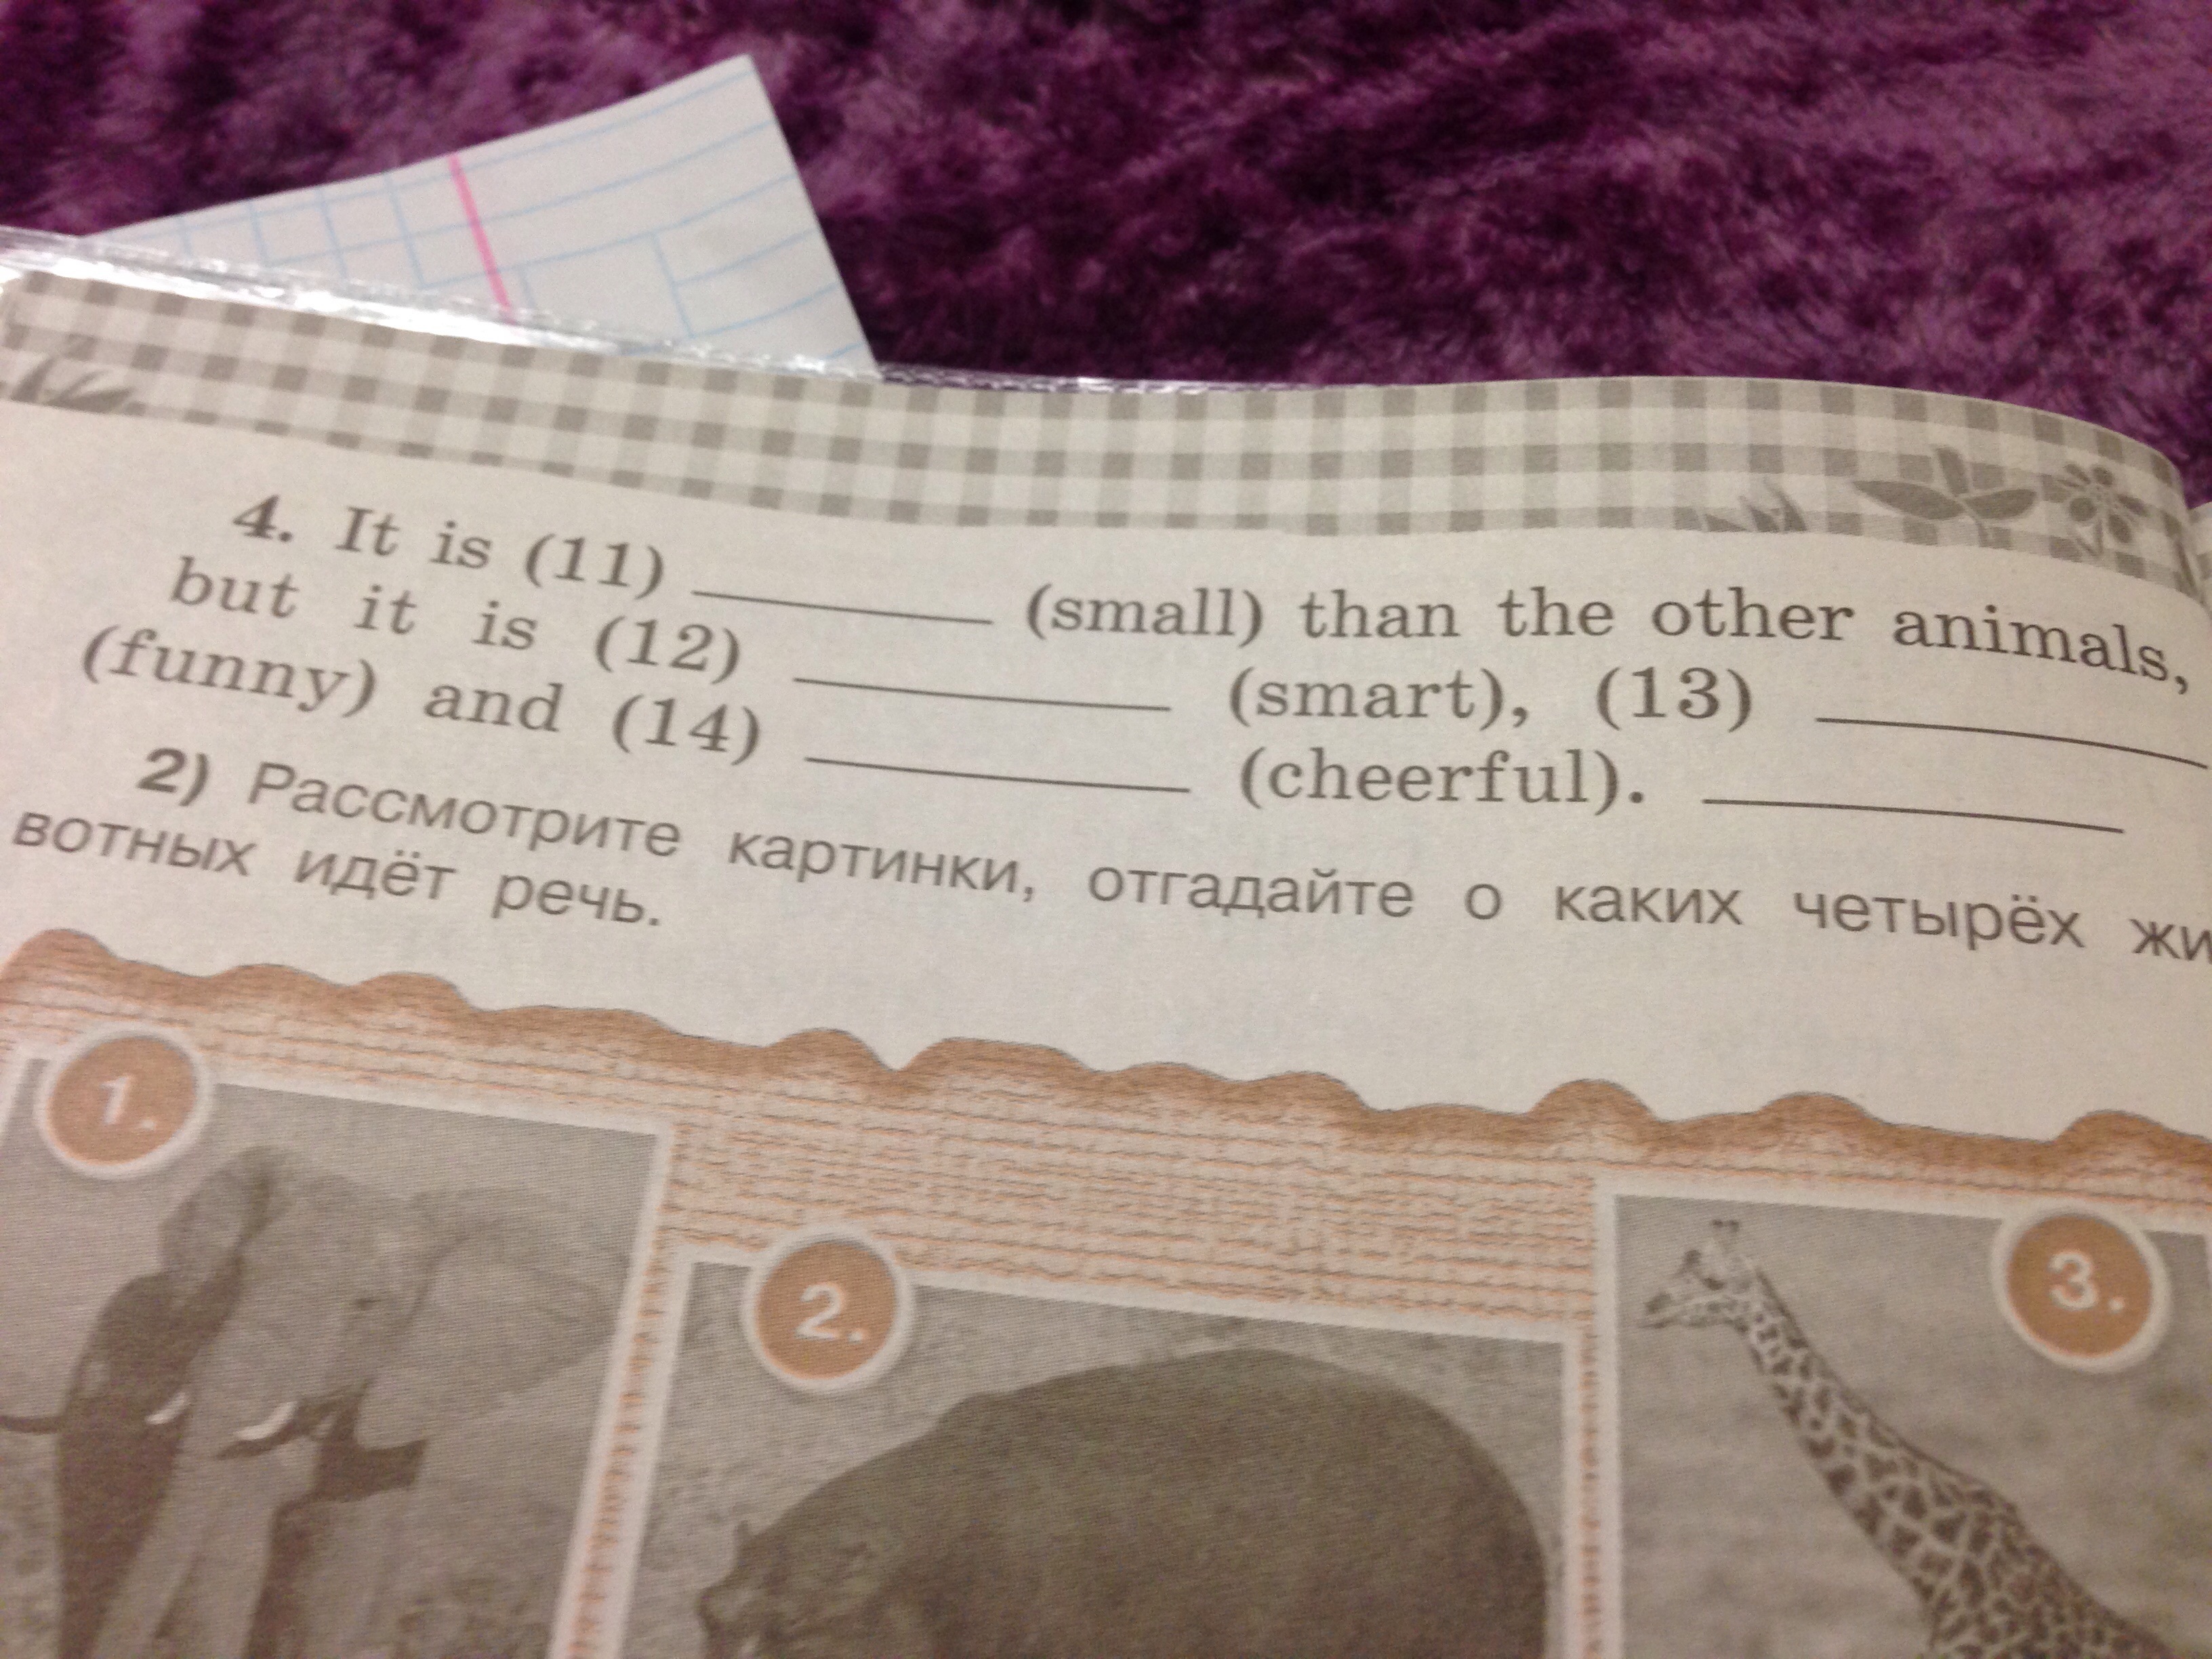 4. It is (11) ________ (small) than the other animals,
but it is (12) ________ (smart), (13) ________
(funny) and (14) ________ (cheerful). ________
2) Рассмотрите картинки, отгадайте о каких четырёх жи
вотных идёт речь.
1.
2.
3.